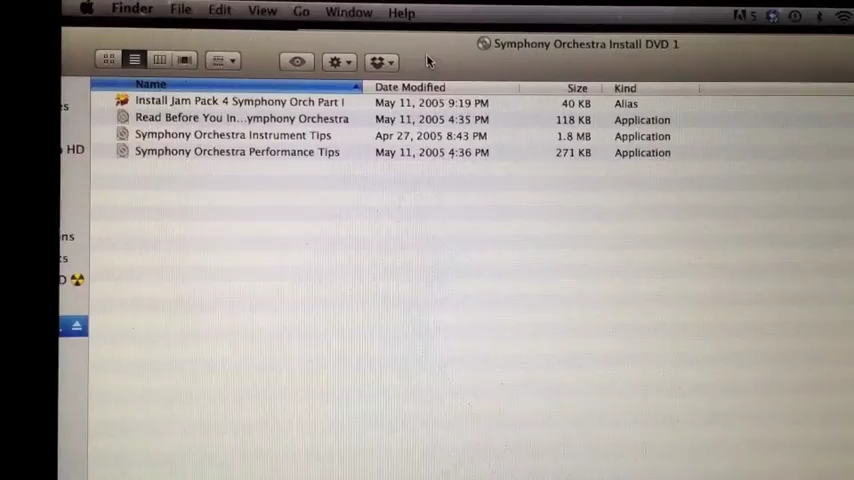 Finder File Edit View Go Window Help 5
Symphony Orchestra Install DVD 1
Name Date Modified Size Kind
Install Jam Pack 4 Symphony Orch Part I May 11, 2005 9:19 PM 40 KB Alias
Read Before You In...ymphony Orchestra May 11, 2005 4:35 PM 118 KB Application
Symphony Orchestra Instrument Tips Apr 27, 2005 8:43 PM 1.8 MB Application
Symphony Orchestra Performance Tips May 11, 2005 4:36 PM 271 KB Application
es
HD
ns
ts
D